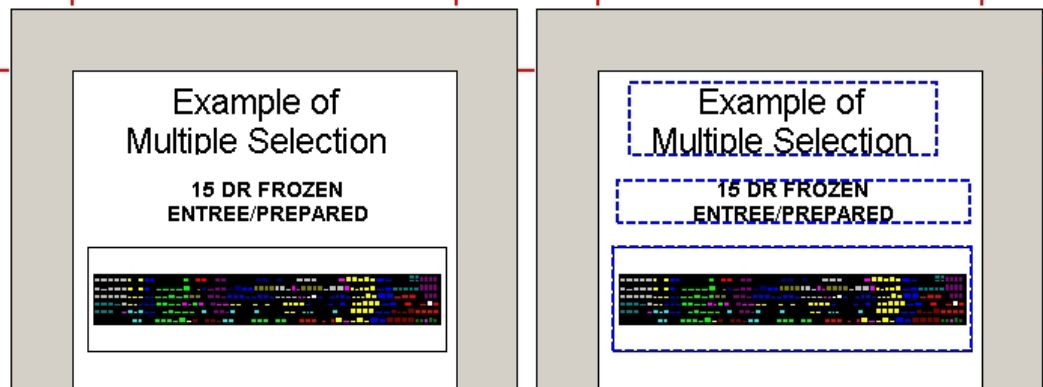 Example of
Multiple Selection
15 DR FROZEN
ENTREE/PREPARED
Example of
Multiple Selection
15 DR FROZEN
ENTREE/PREPARED